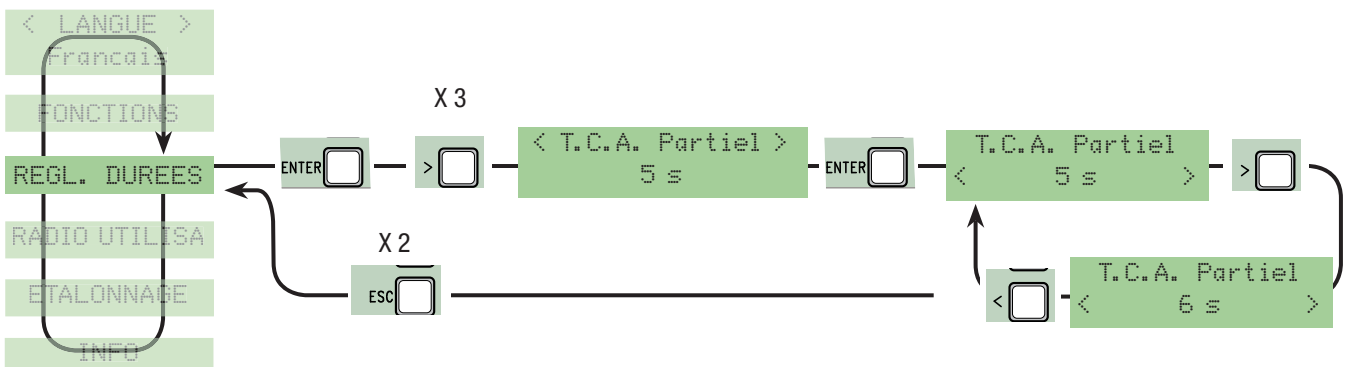 < LANGUE >
Francais
FONCTIONS
REGL. DUREES
RADIO UTILISA
ETALONNAGE
INFO
ENTER
X 3
>
< T.C.A. Partiel >
5 s
ENTER
T.C.A. Partiel
< 5 s >
>
X 2
ESC
<
T.C.A. Partiel
< 6 s >